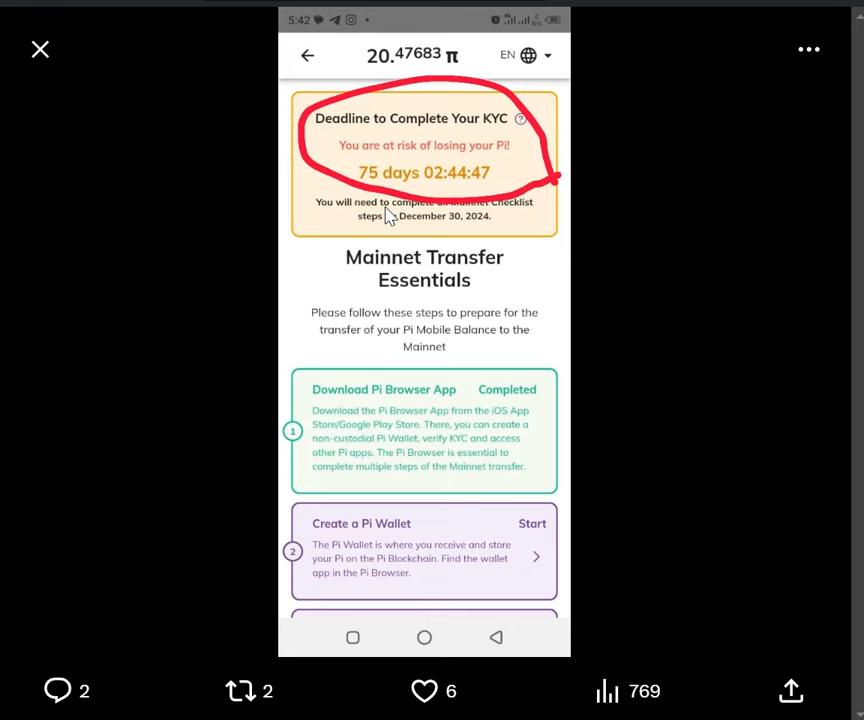 5:42
20.47683 π
EN
Deadline to Complete Your KYC ?
You are at risk of losing your Pi!
75 days 02:44:47
You will need to complete all Mainnet Checklist
steps December 30, 2024.
Mainnet Transfer
Essentials
Please follow these steps to prepare for the
transfer of your Pi Mobile Balance to the
Mainnet
Download Pi Browser App Completed
1
Download the Pi Browser App from the iOS App
Store/Google Play Store. There, you can create a
non-custodial Pi Wallet, verify KYC and access
other Pi apps. The Pi Browser is essential to
complete multiple steps of the Mainnet transfer.
Create a Pi Wallet Start
2
The Pi Wallet is where you receive and store
your Pi on the Pi Blockchain. Find the wallet
app in the Pi Browser.
2 2 6 769